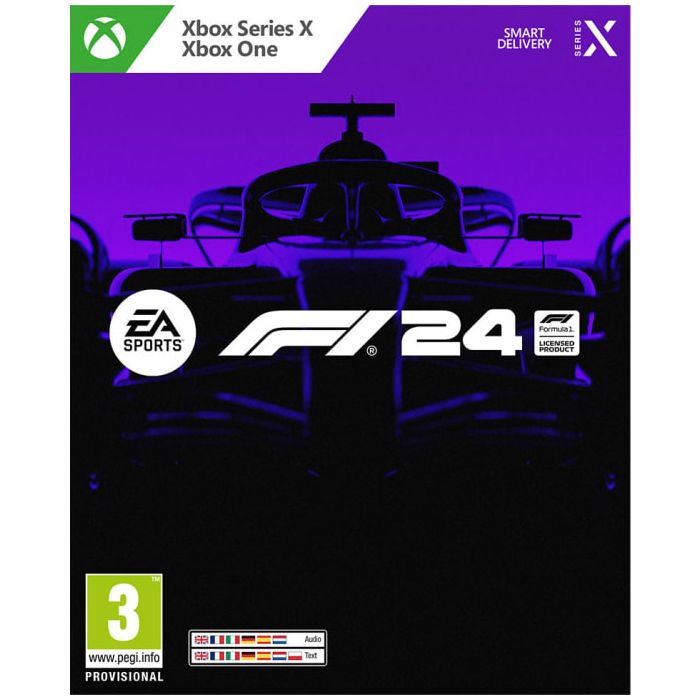 Xbox Series X
Xbox One
SMART
DELIVERY
SERIES X
EA
SPORTS
F1® 24
F1
Formula 1.
LICENSED
PRODUCT
3™
www.pegi.info
PROVISIONAL
Audio
Text